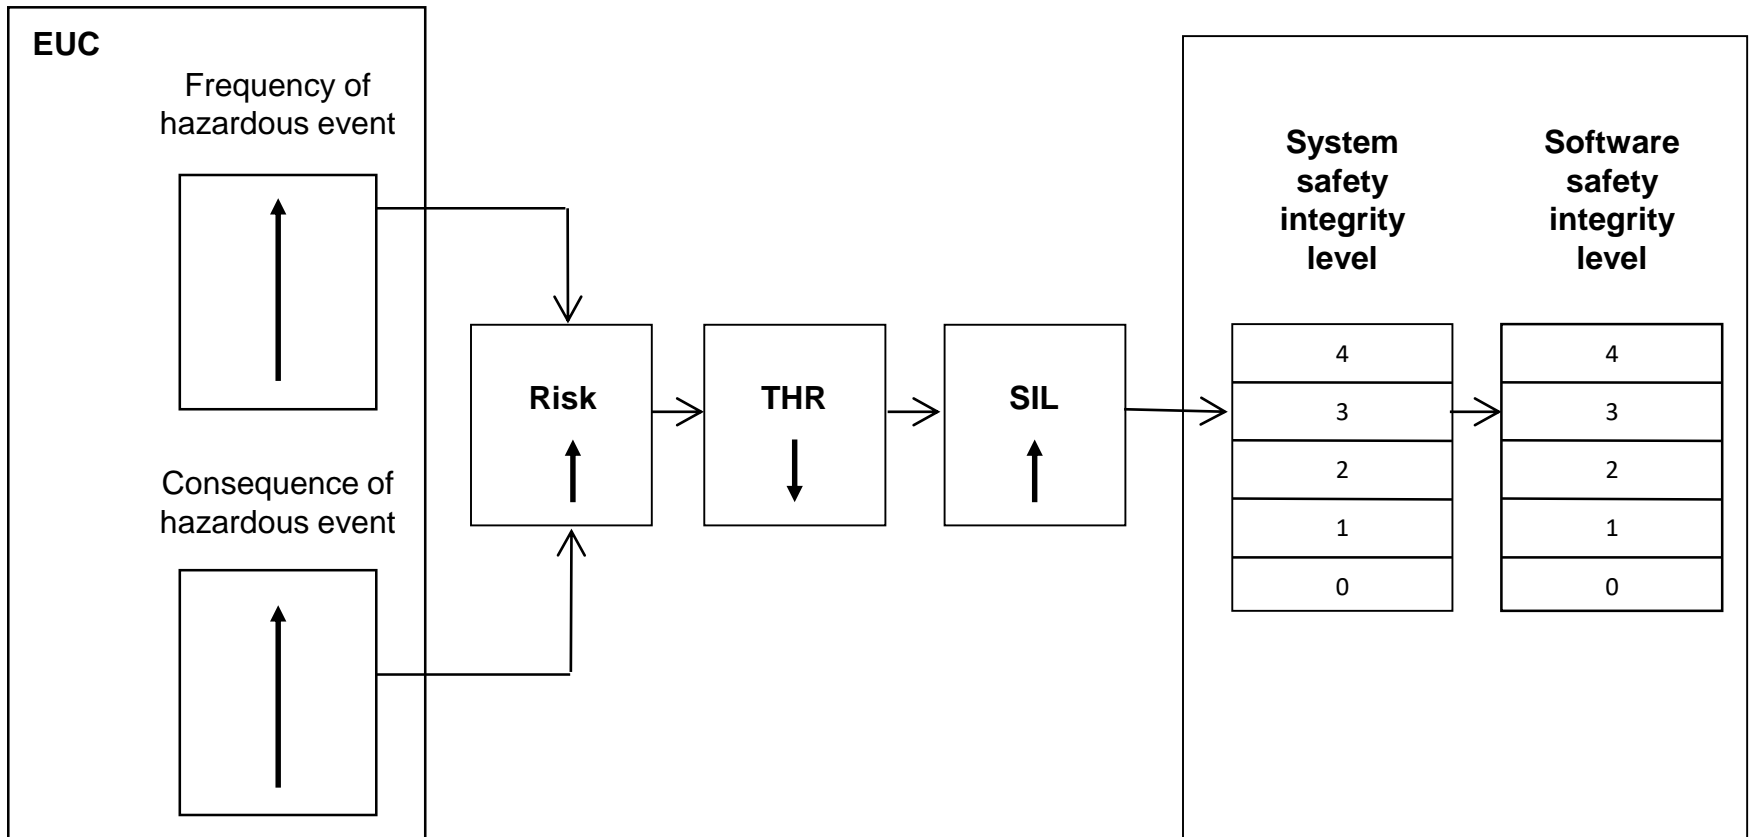 EUC
Frequency of
hazardous event
Consequence of
hazardous event
Risk
THR
SIL
System
safety
integrity
level
4
3
2
1
0
Software
safety
integrity
level
4
3
2
1
0